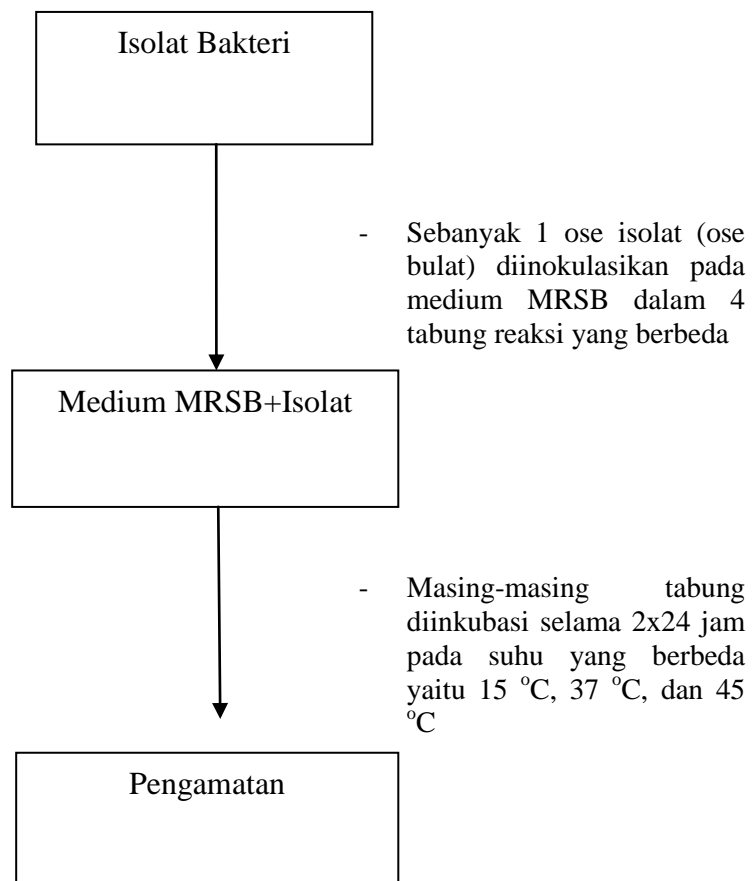 Isolat Bakteri
- Sebanyak 1 ose isolat (ose
bulat) diinokulasikan pada
medium MRSB dalam 4
tabung reaksi yang berbeda
Medium MRSB+Isolat
- Masing-masing tabung
diinkubasi selama 2x24 jam
pada suhu yang berbeda
yaitu 15 °C, 37 °C, dan 45
°C
Pengamatan